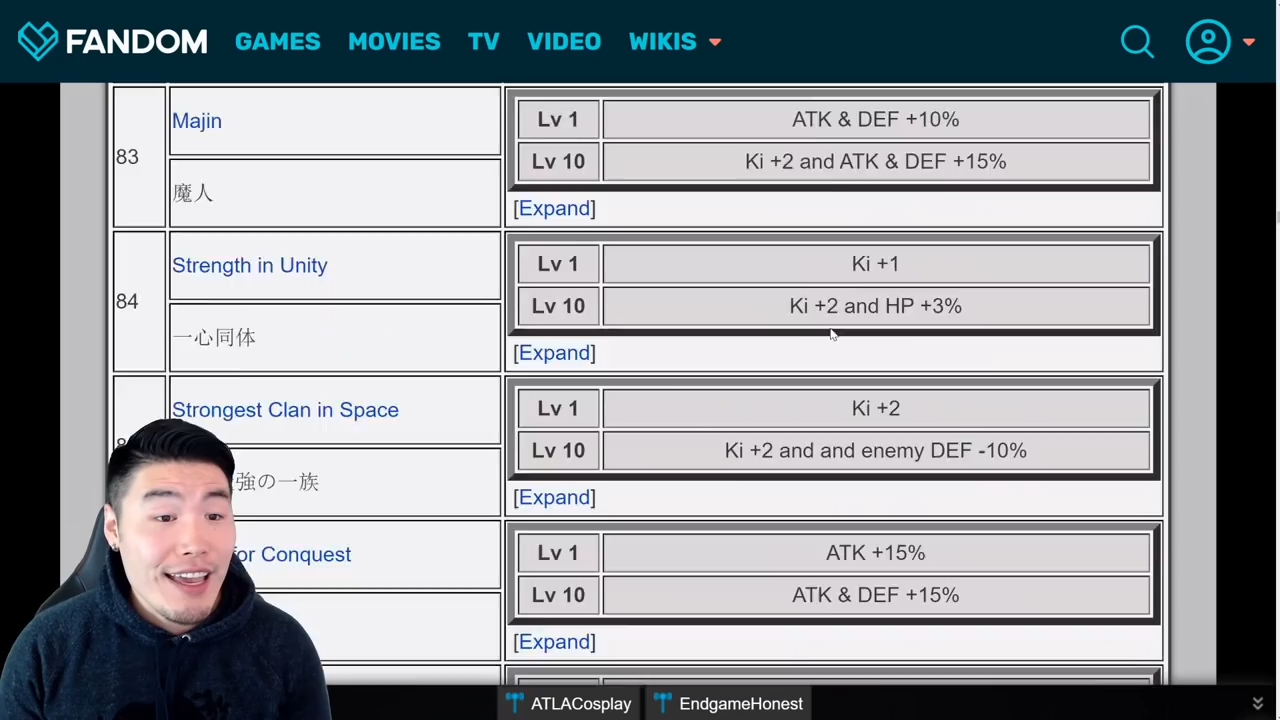 FANDOM GAMES MOVIES TV VIDEO WIKIS
83
Majin
魔人
Lv 1 ATK & DEF +10%
Lv 10 Ki +2 and ATK & DEF +15%
[Expand]
84
Strength in Unity
一心同体
Lv 1 Ki +1
Lv 10 Ki +2 and HP +3%
[Expand]
Strongest Clan in Space
強の一族
Lv 1 Ki +2
Lv 10 Ki +2 and and enemy DEF -10%
[Expand]
for Conquest
Lv 1 ATK +15%
Lv 10 ATK & DEF +15%
[Expand]
ATLACosplay EndgameHonest